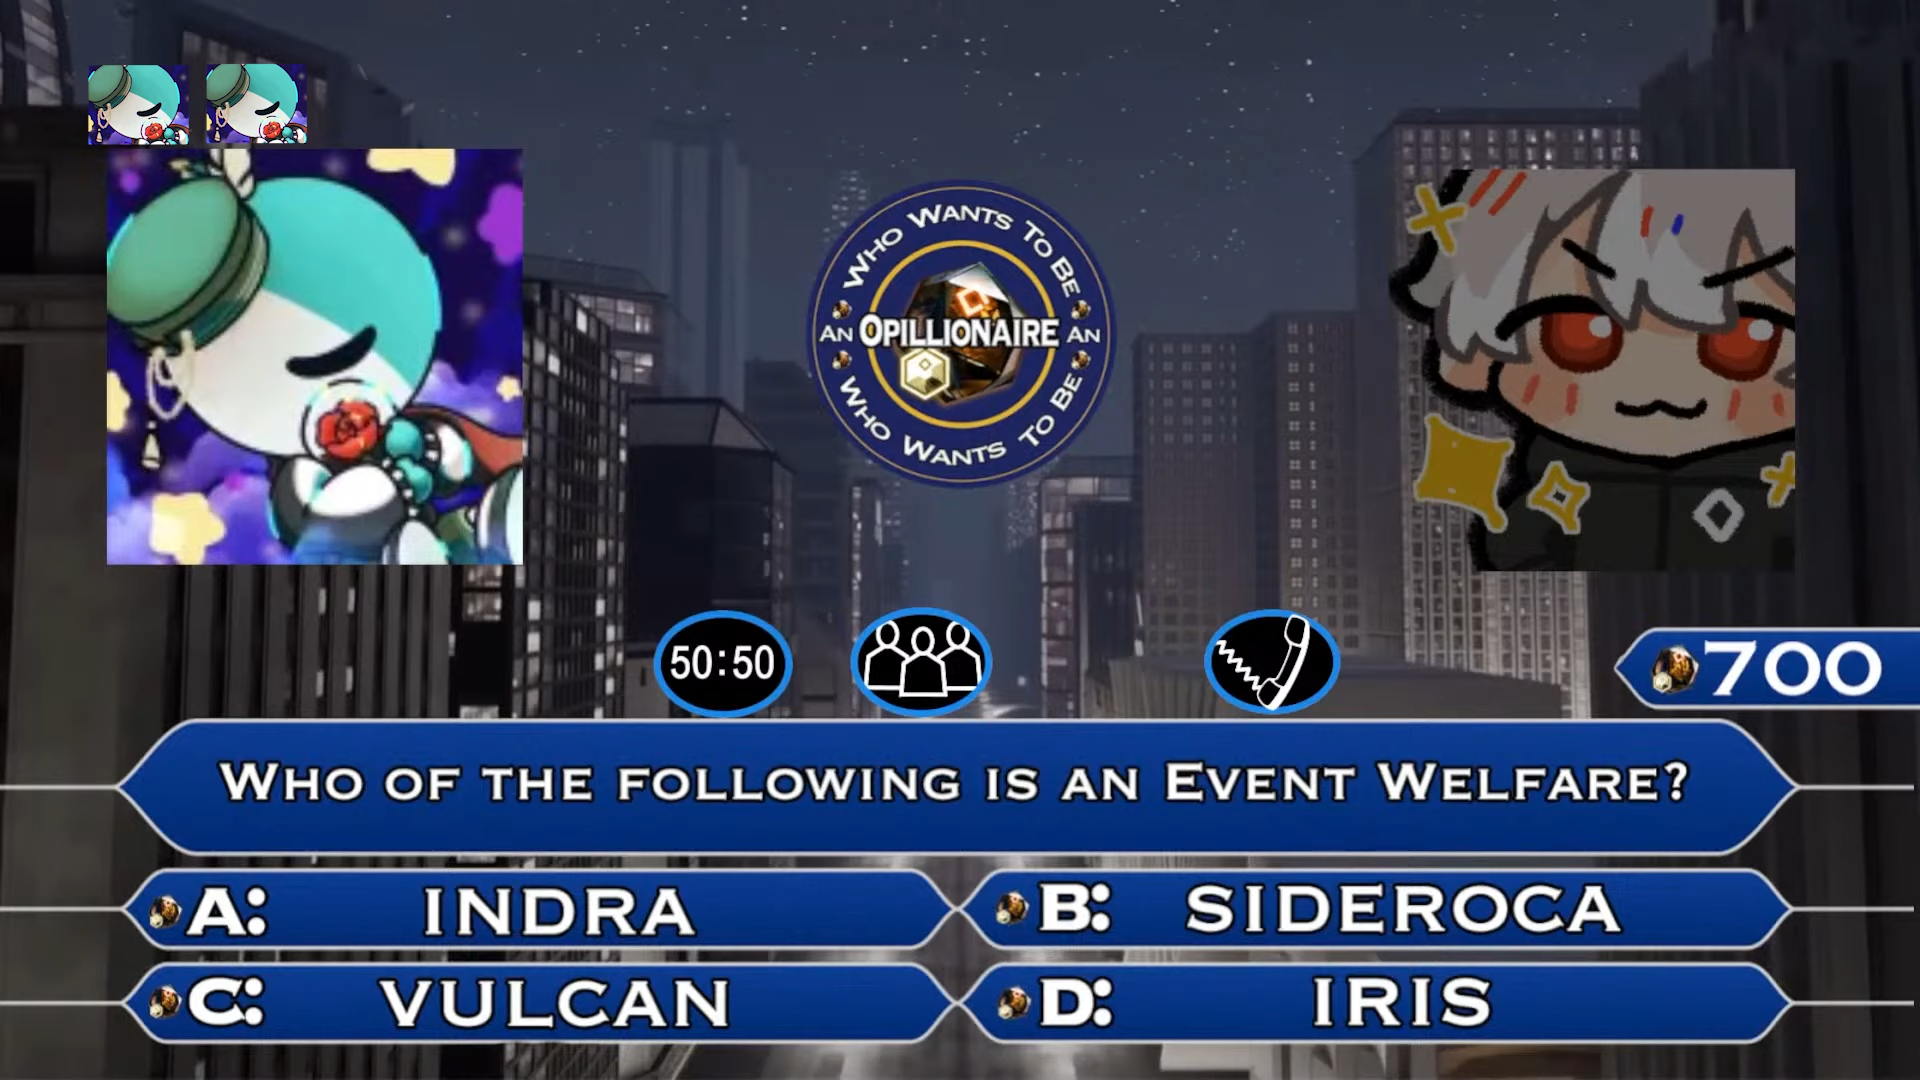 WHO WANTS TO BE
AN OPILLIONAIRE AN
WHO WANTS TO BE
50:50
700
WHO OF THE FOLLOWING IS AN EVENT WELFARE?
A: INDRA
B: SIDEROCA
C: VULCAN
D: IRIS